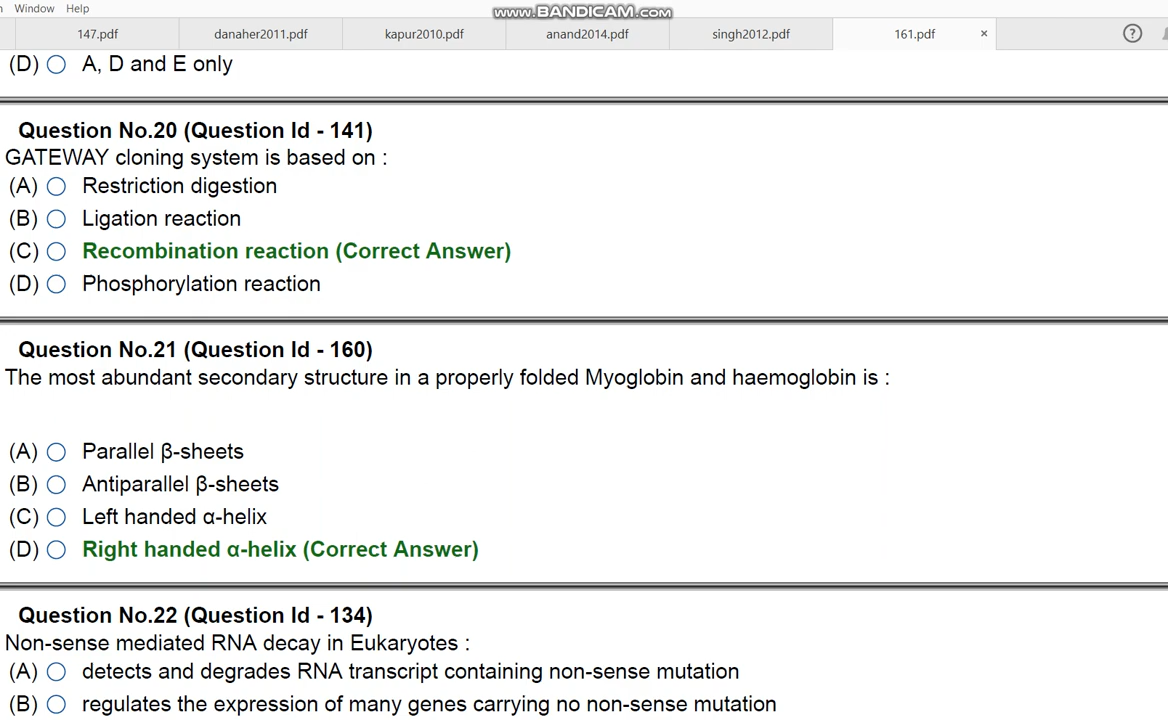 Window Help
www.BANDICAM.com
147.pdf danaher2011.pdf kapur2010.pdf anand2014.pdf singh2012.pdf 161.pdf × ?
(D) A, D and E only
Question No.20 (Question Id - 141)
GATEWAY cloning system is based on :
(A) Restriction digestion
(B) Ligation reaction
(C) Recombination reaction (Correct Answer)
(D) Phosphorylation reaction
Question No.21 (Question Id - 160)
The most abundant secondary structure in a properly folded Myoglobin and haemoglobin is :
(A) Parallel β-sheets
(B) Antiparallel β-sheets
(C) Left handed α-helix
(D) Right handed α-helix (Correct Answer)
Question No.22 (Question Id - 134)
Non-sense mediated RNA decay in Eukaryotes :
(A) detects and degrades RNA transcript containing non-sense mutation
(B) regulates the expression of many genes carrying no non-sense mutation